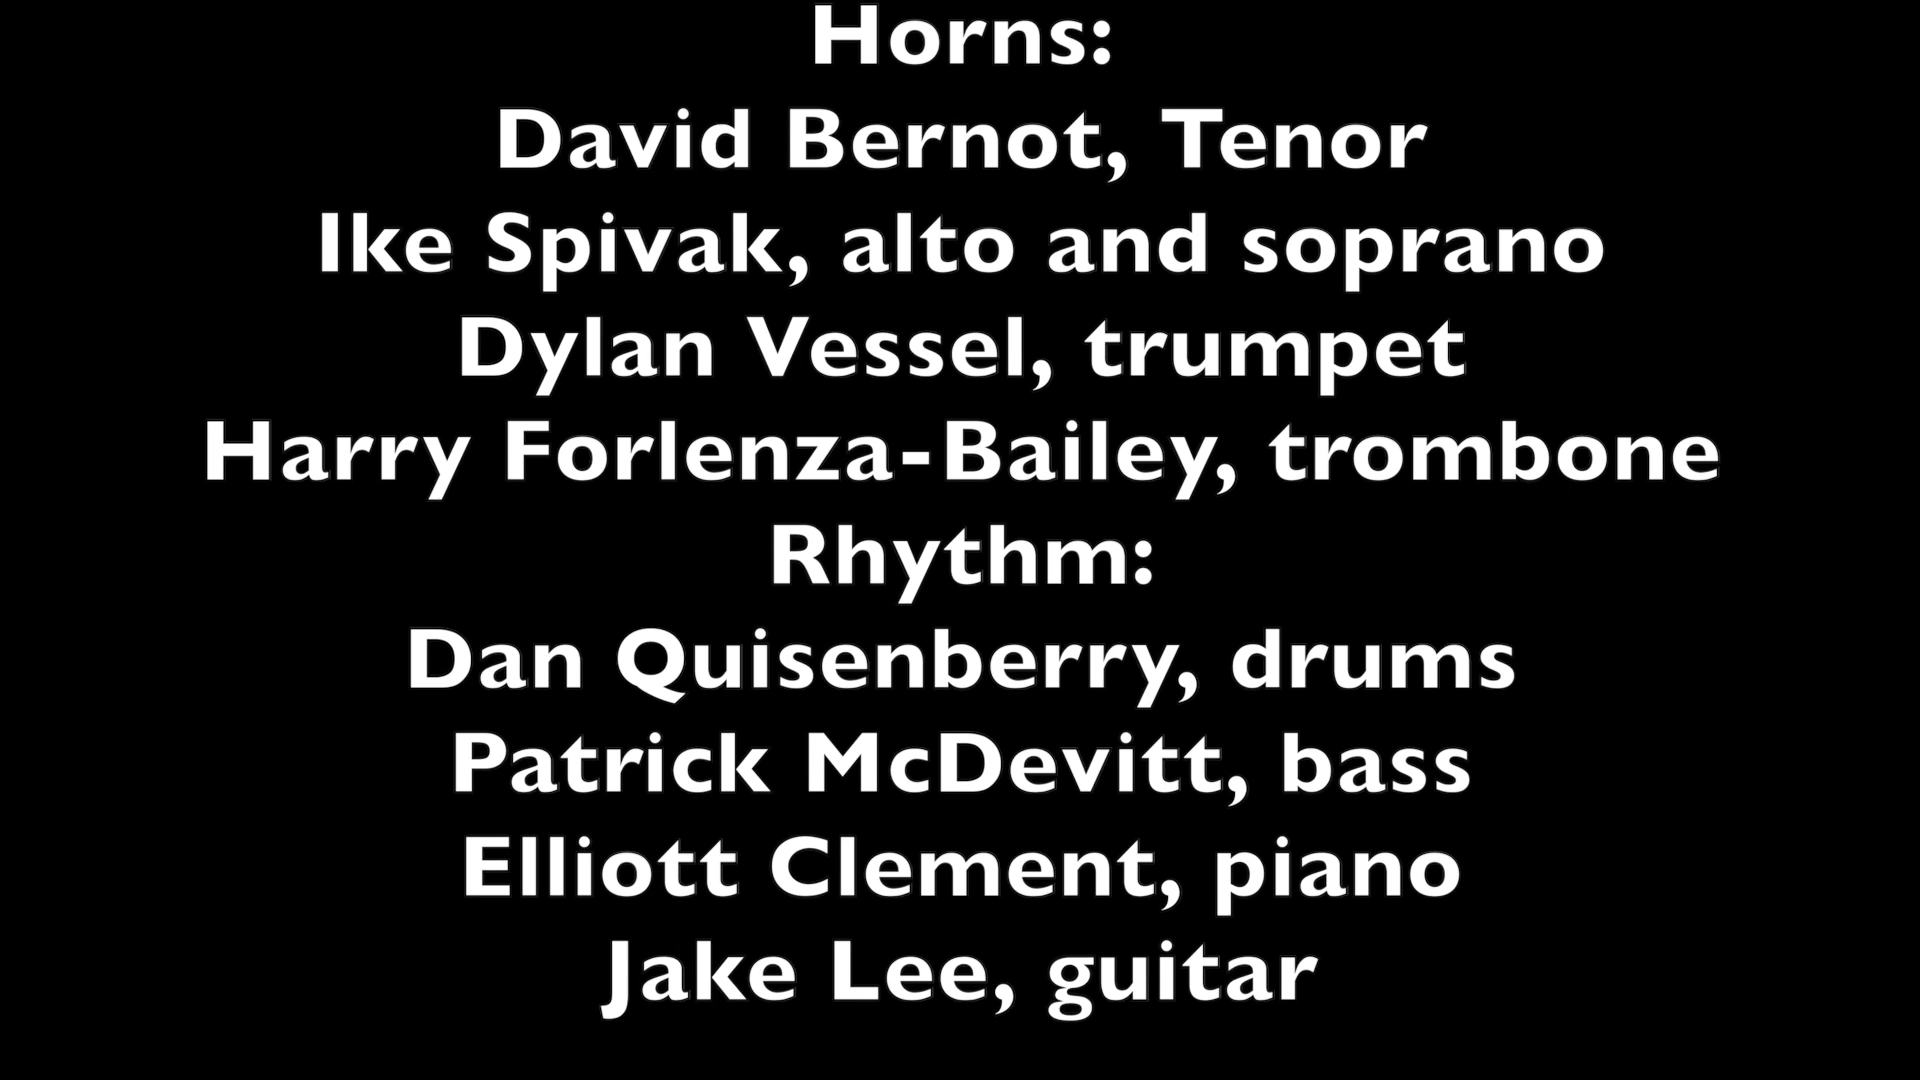 Horns:
David Bernot, Tenor
Ike Spivak, alto and soprano
Dylan Vessel, trumpet
Harry Forlenza-Bailey, trombone
Rhythm:
Dan Quisenberry, drums
Patrick McDevitt, bass
Elliott Clement, piano
Jake Lee, guitar